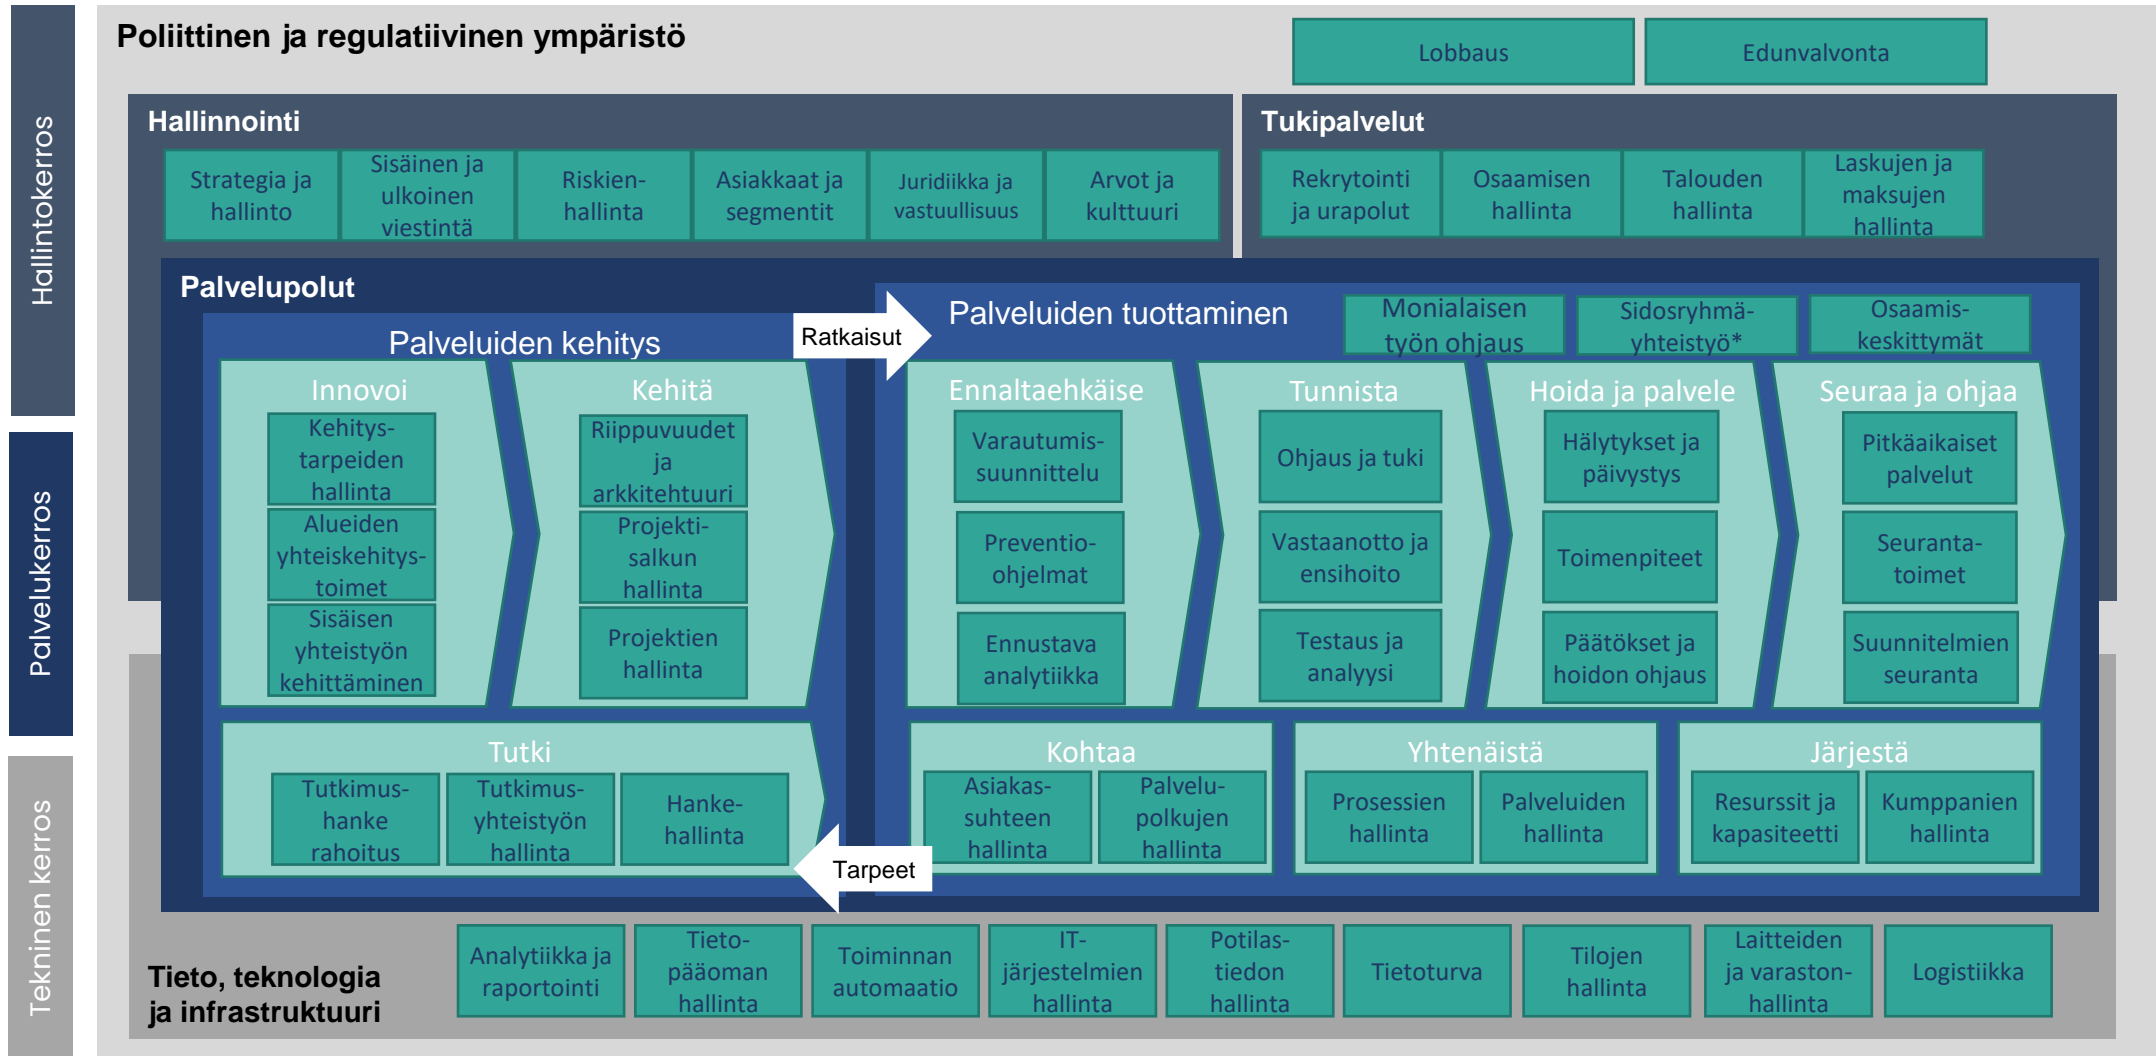 Poliittinen ja regulatiivinen ympäristö
Lobbaus
Edunvalvonta
Hallintokerros
Palvelukerros
Tekninen kerros
Hallinnointi
Strategia ja
hallinto
Sisäinen ja
ulkoinen
viestintä
Riskien-
hallinta
Asiakkaat ja
segmentit
Juridiikka ja
vastuullisuus
Arvot ja
kulttuuri
Tukipalvelut
Rekrytointi
ja urapolut
Osaamisen
hallinta
Talouden
hallinta
Laskujen ja
maksujen
hallinta
Palvelupolut
Palveluiden kehitys
Ratkaisut
Innovoi
Kehitys-
tarpeiden
hallinta
Alueiden
yhteiskehitys-
toimet
Sisäisen
yhteistyön
kehittäminen
Kehitä
Riippuvuudet
ja
arkkitehtuuri
Projekti-
salkun
hallinta
Projektien
hallinta
Tutki
Tutkimus-
hanke
rahoitus
Tutkimus-
yhteistyön
hallinta
Hanke-
hallinta
Tarpeet
Palveluiden tuottaminen
Monialaisen
työn ohjaus
Sidosryhmä-
yhteistyö*
Osaamis-
keskittymät
Ennaltaehkäise
Varautumis-
suunnittelu
Preventio-
ohjelmat
Ennustava
analytiikka
Tunnista
Ohjaus ja tuki
Vastaanotto ja
ensihoito
Testaus ja
analyysi
Hoida ja palvele
Hälytykset ja
päivystys
Toimenpiteet
Päätökset ja
hoidon ohjaus
Seuraa ja ohjaa
Pitkäaikaiset
palvelut
Seuranta-
toimet
Suunnitelmien
seuranta
Kohtaa
Asiakas-
suhteen
hallinta
Palvelu-
polkujen
hallinta
Yhtenäistä
Prosessien
hallinta
Palveluiden
hallinta
Järjestä
Resurssit ja
kapasiteetti
Kumppanien
hallinta
Tieto, teknologia
ja infrastruktuuri
Analytiikka ja
raportointi
Tieto-
pääoman
hallinta
Toiminnan
automaatio
IT-
järjestelmien
hallinta
Potilas-
tiedon
hallinta
Tietoturva
Tilojen
hallinta
Laitteiden
ja varaston-
hallinta
Logistiikka